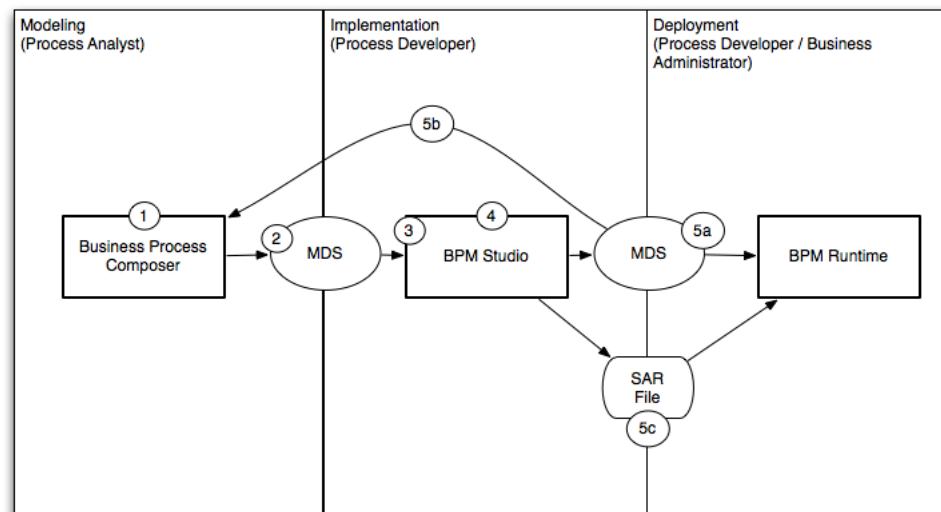 Modeling
(Process Analyst)
Implementation
(Process Developer)
Deployment
(Process Developer / Business
Administrator)
5b
1
2
3
4
5a
Business Process
Composer
MDS
BPM Studio
MDS
BPM Runtime
SAR
File
5c